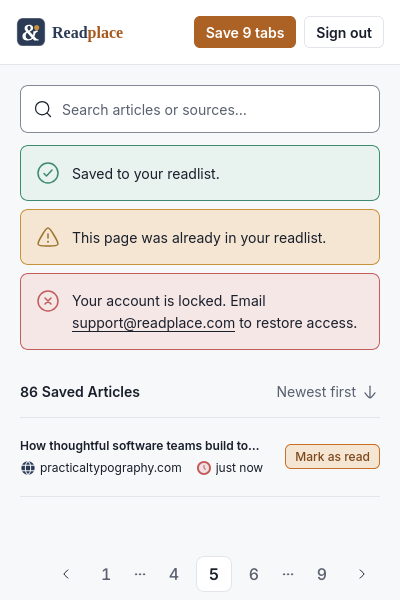 & Readplace
Save 9 tabs
Sign out
Search articles or sources...
Saved to your readlist.
This page was already in your readlist.
Your account is locked. Email
support@readplace.com to restore access.
86 Saved Articles
Newest first
How thoughtful software teams build to...
practicaltypography.com
just now
Mark as read
1 ... 4 5 6 ... 9